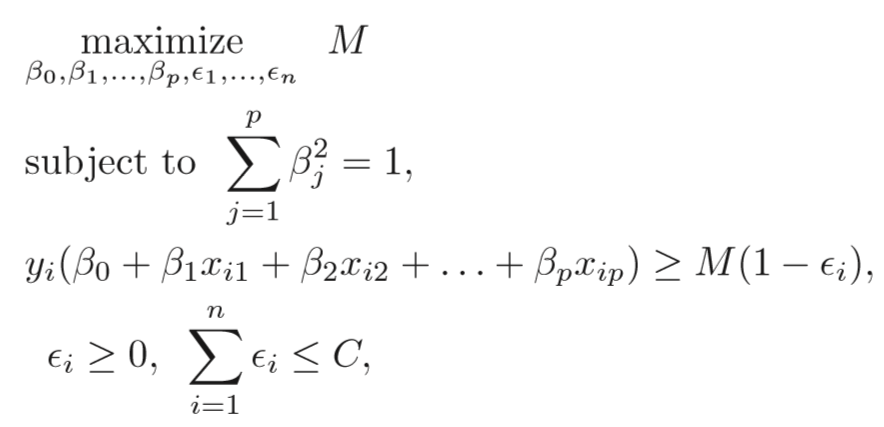 maximize M
β₀,β₁,...,βₚ,ϵ₁,...,ϵₙ
p
subject to ∑ βⱼ² = 1,
j=1
yᵢ(β₀ + β₁xᵢ₁ + β₂xᵢ₂ + ... + βₚxᵢₚ) ≥ M(1 − ϵᵢ),
n
ϵᵢ ≥ 0, ∑ ϵᵢ ≤ C,
i=1